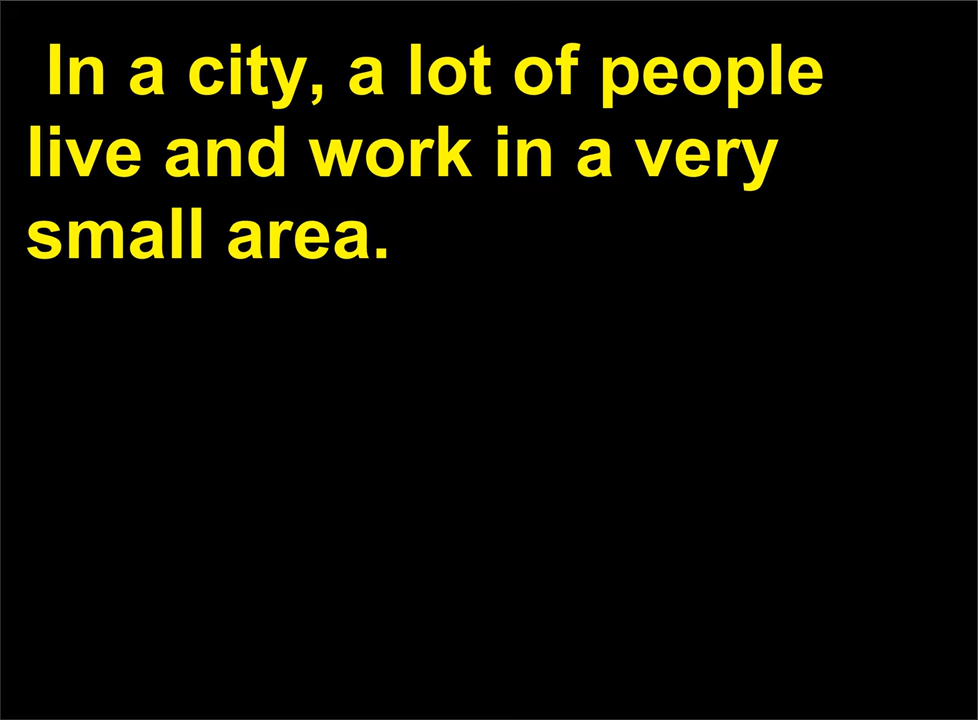 In a city, a lot of people
live and work in a very
small area.